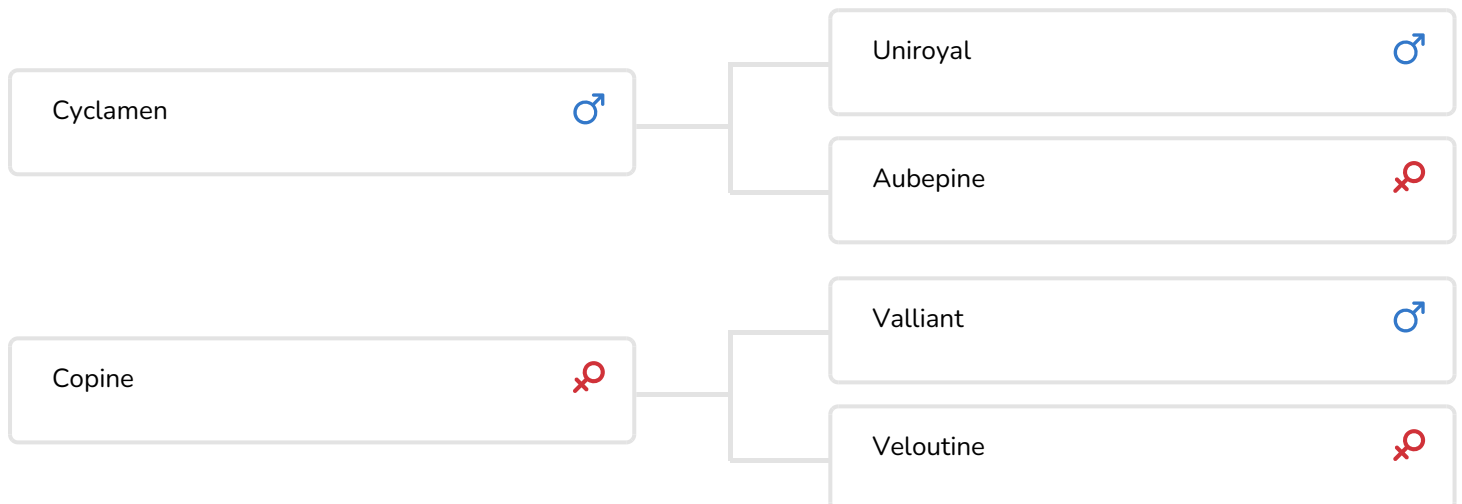 Uniroyal
Cyclamen
Aubepine
Valliant
Copine
Veloutine